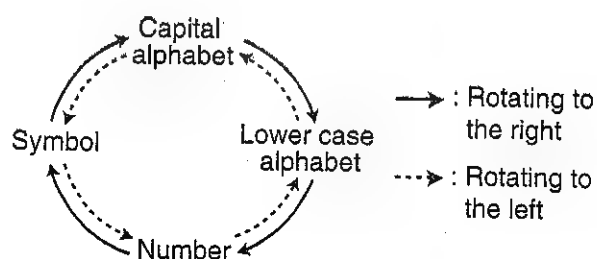 Capital
alphabet
Symbol
Lower case
alphabet
Number
: Rotating to
the right
: Rotating to
the left